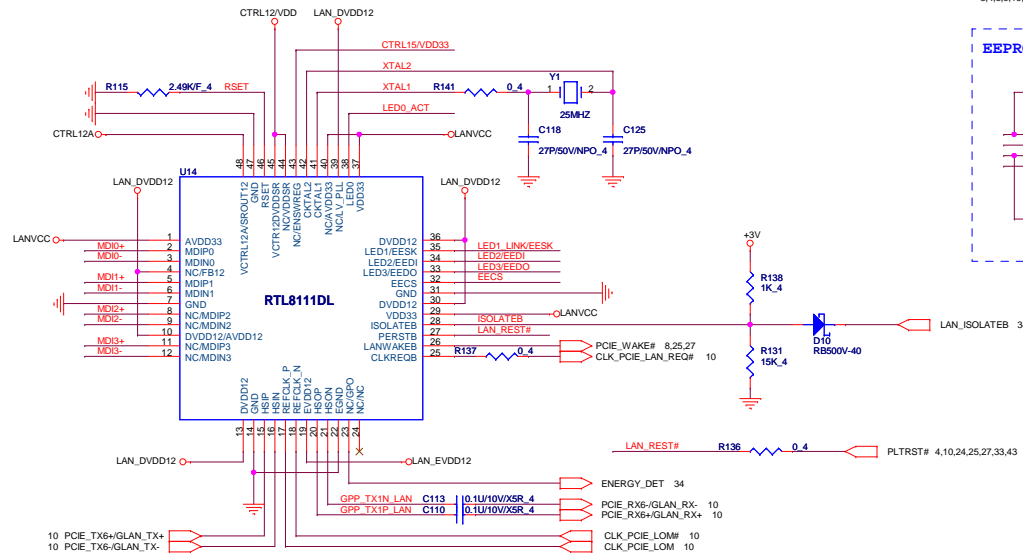 CTRL12/VDD
LAN_DVDD12
CTRL15/VDD33
XTAL2
R115 2.49K/F_4 RSET
XTAL1 R141 0_4
Y1
1 2
25MHZ
LED0_ACT
CTRL12A
LANVCC
C118
27P/50V/NPO_4
C125
27P/50V/NPO_4
EEPR
U14
48 47 46 45 44 43 42 41 40 39 38 37
VCTRL12A/SROUT12
GND
RSET
VCTR12DVDDSR
NC/VDDSR
NC/ENSWREG
CKTAL2
CKTAL1
NC/AVDD33
NC/LV_PLL
LED0
VDD33
LAN_DVDD12
LAN_DVDD12
LANVCC
1 AVDD33
MDI0+ 2 MDIP0
MDI0- 3 MDIN0
4 NC/FB12
MDI1+ 5 MDIP1
MDI1- 6 MDIN1
7 GND
MDI2+ 8 NC/MDIP2
MDI2- 9 NC/MDIN2
10 DVDD12/AVDD12
MDI3+ 11 NC/MDIP3
MDI3- 12 NC/MDIN3
RTL8111DL
DVDD12 36
LED1/EESK 35 LED1_LINK/EESK
LED2/EEDI 34 LED2/EEDI
LED3/EEDO 33 LED3/EEDO
EECS 32 EECS
GND 31
DVDD12 30
VDD33 29 LANVCC
ISOLATEB 28 ISOLATEB
PERSTB 27 LAN_REST#
LANWAKEB 26 PCIE_WAKE# 8,25,27
CLKREQB 25 R137 0_4 CLK_PCIE_LAN_REQ# 10
+3V
R138
1K_4
D10
RB500V-40
LAN_ISOLATEB 3
R131
15K_4
DVDD12
GND
HSIP
HSIN
REFCLK_P
REFCLK_N
EVDD12
HSOP
HSON
EGND
NC/GPO
NC/NC
13 14 15 16 17 18 19 20 21 22 23 24
LAN_DVDD12
LAN_EVDD12
LAN_REST# R136 0_4 PLTRST# 4,10,24,25,27,33,43
ENERGY_DET 34
GPP_TX1N_LAN C113 0.1U/10V/X5R_4 PCIE_RX6-/GLAN_RX- 10
GPP_TX1P_LAN C110 0.1U/10V/X5R_4 PCIE_RX6+/GLAN_RX+ 10
10 PCIE_TX6+/GLAN_TX+
CLK_PCIE_LOM# 10
10 PCIE_TX6-/GLAN_TX-
CLK_PCIE_LOM 10